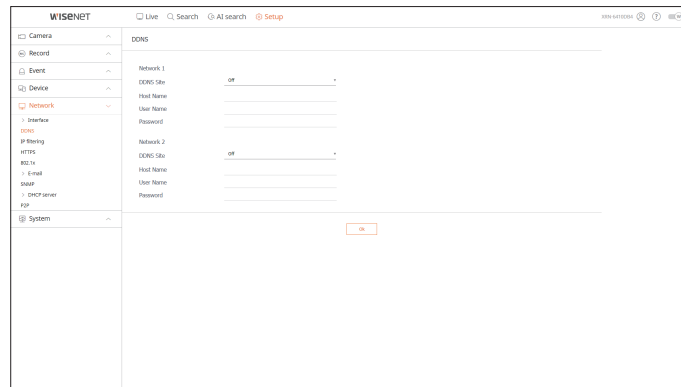 WISENET
Live Search AI search Setup
?
Camera
Record
Event
Device
Network
Interface
DDNS
IP filtering
HTTPS
802.1x
E-mail
SNMP
DHCP server
P2P
System
DDNS
Network 1
DDNS Site Off
Host Name
User Name
Password
Network 2
DDNS Site Off
Host Name
User Name
Password
OK